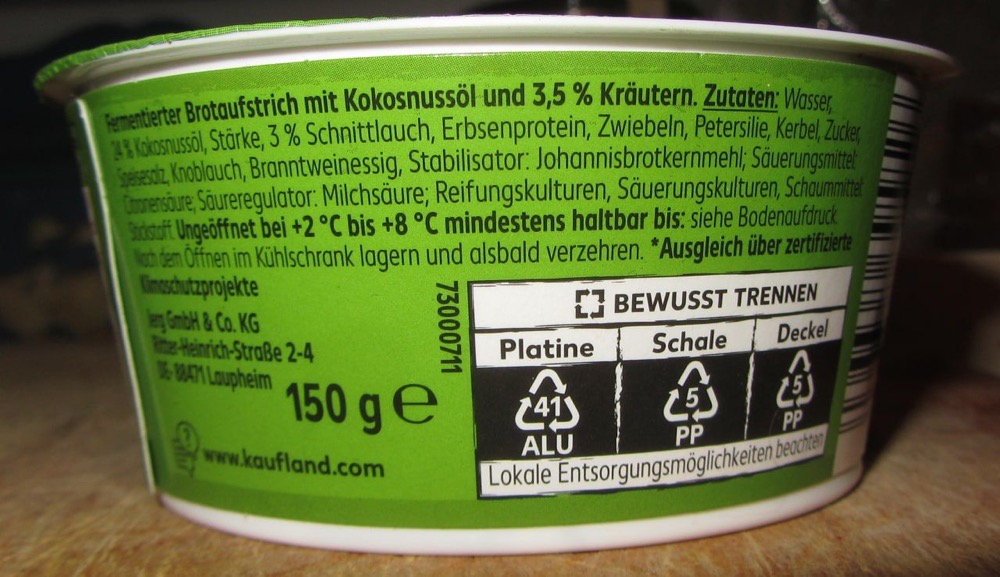 Fermentierter Brotaufstrich mit Kokosnussöl und 3,5 % Kräutern. Zutaten: Wasser,
24 % Kokosnussöl, Stärke, 3 % Schnittlauch, Erbsenprotein, Zwiebeln, Petersilie, Kerbel, Zucker,
Speisesalz, Knoblauch, Branntweinessig, Stabilisator: Johannisbrotkernmehl; Säuerungsmittel:
Citronensäure; Säureregulator: Milchsäure; Reifungskulturen, Säuerungskulturen, Schaummittel:
Stickstoff. Ungeöffnet bei +2 °C bis +8 °C mindestens haltbar bis: siehe Bodenaufdruck.
Nach dem Öffnen im Kühlschrank lagern und alsbald verzehren. *Ausgleich über zertifizierte
Klimaschutzprojekte
Jerg GmbH & Co. KG
Ritter-Heinrich-Straße 2-4
DE-88471 Laupheim
150 g e
www.kaufland.com
73000711
BEWUSST TRENNEN
Platine Schale Deckel
41 5 5
ALU PP PP
Lokale Entsorgungsmöglichkeiten beachten